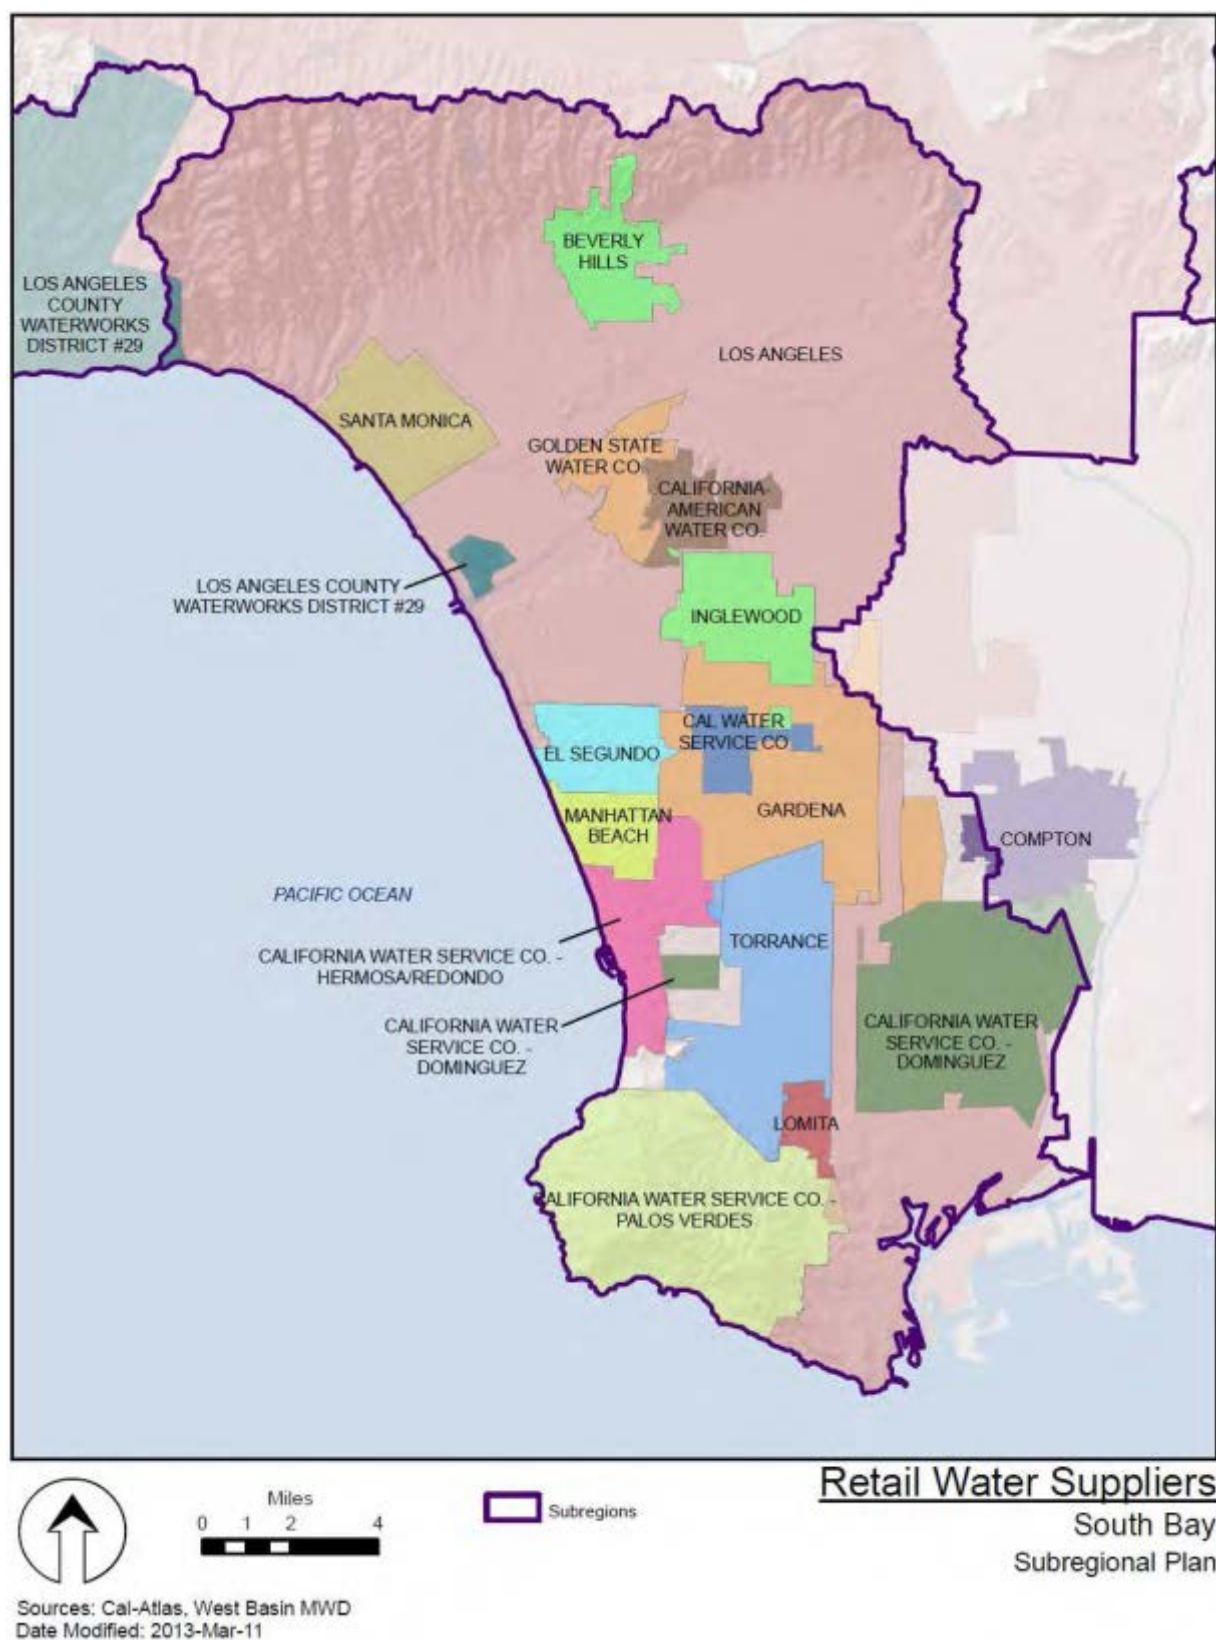 BEVERLY
HILLS
LOS ANGELES
COUNTY
WATERWORKS
DISTRICT #29
LOS ANGELES
SANTA MONICA
GOLDEN STATE
WATER CO.
CALIFORNIA-
AMERICAN
WATER CO.
LOS ANGELES COUNTY
WATERWORKS DISTRICT #29
INGLEWOOD
CAL WATER
SERVICE CO
EL SEGUNDO
GARDENA
MANHATTAN
BEACH
COMPTON
PACIFIC OCEAN
TORRANCE
CALIFORNIA WATER SERVICE CO. -
HERMOSA/REDONDO
CALIFORNIA WATER
SERVICE CO. -
DOMINGUEZ
CALIFORNIA WATER
SERVICE CO. -
DOMINGUEZ
LOMITA
CALIFORNIA WATER SERVICE CO. -
PALOS VERDES
Retail Water Suppliers
South Bay
Subregional Plan
Miles
0 1 2 4
Subregions
Sources: Cal-Atlas, West Basin MWD
Date Modified: 2013-Mar-11